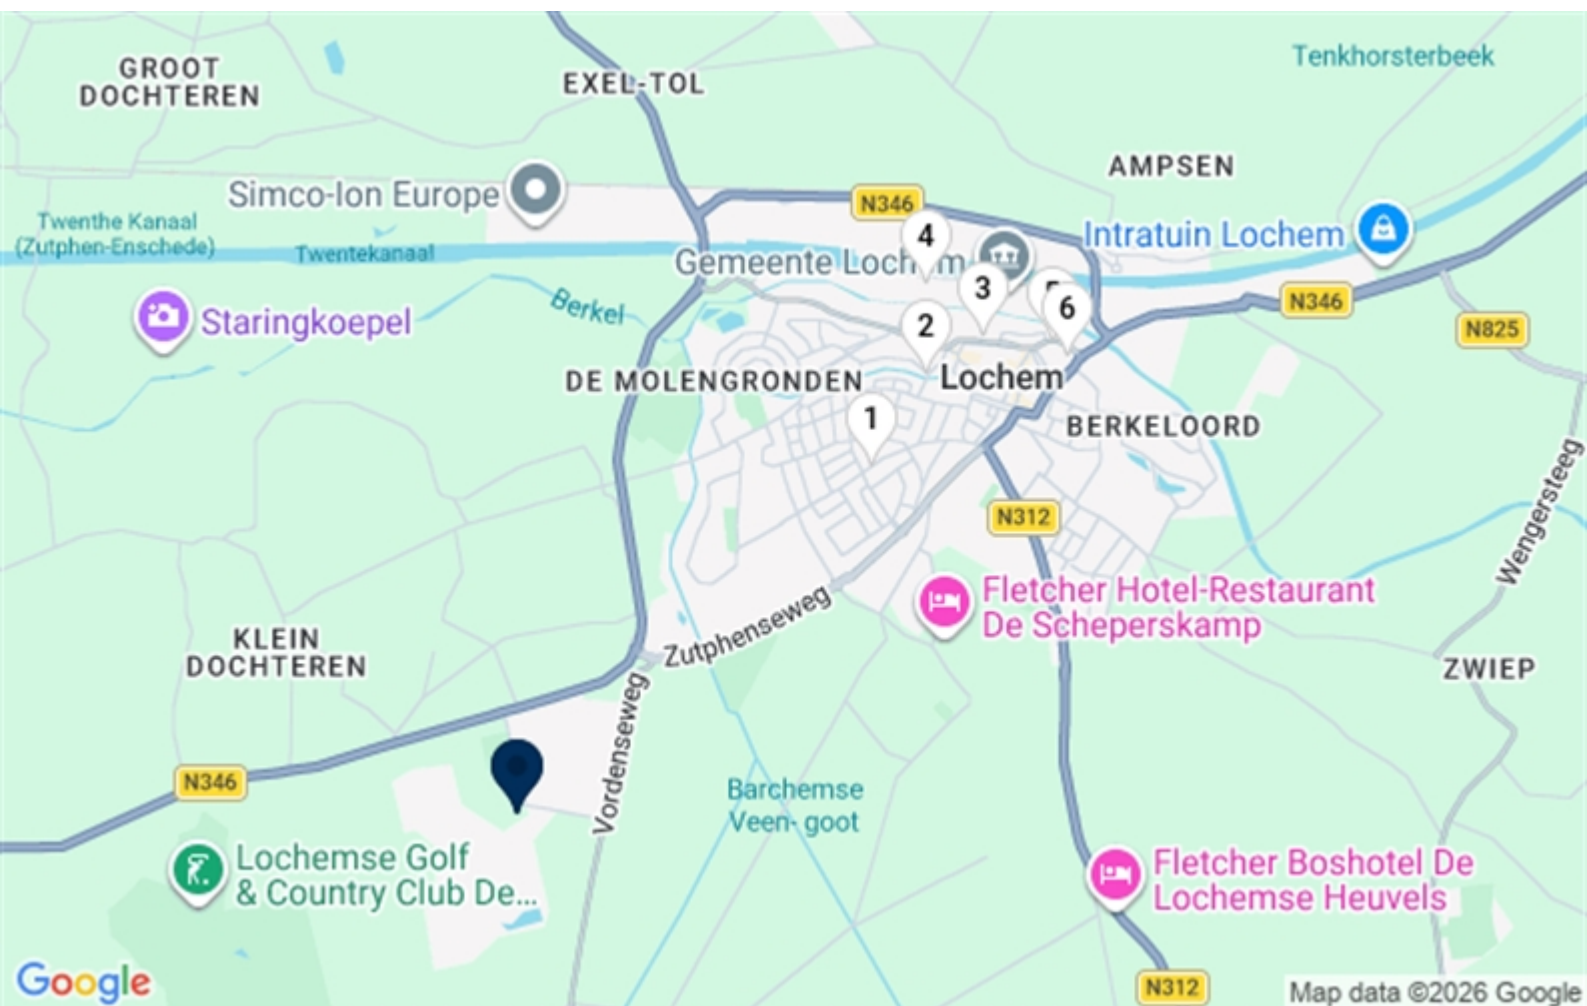 GROOT
DOCHTEREN
EXEL-TOL
Tenkhorsterbeek
AMPSEN
Simco-Ion Europe
N346
Twenthe Kanaal
(Zutphen-Enschede)
Twentekanaal
4
Intratuin Lochem
Gemeente Lochem
3
5
6
N346
Berkel
Staringkoepel
2
N825
DE MOLENGRONDEN
Lochem
1
BERKELOORD
N312
Wengersteeg
Fletcher Hotel-Restaurant
De Scheperskamp
Zutphenseweg
KLEIN
DOCHTEREN
ZWIEP
Vordenseweg
N346
Barchemse
Veen- goot
Lochemse Golf
& Country Club De...
Fletcher Boshotel De
Lochemse Heuvels
Google
N312
Map data ©2026 Google